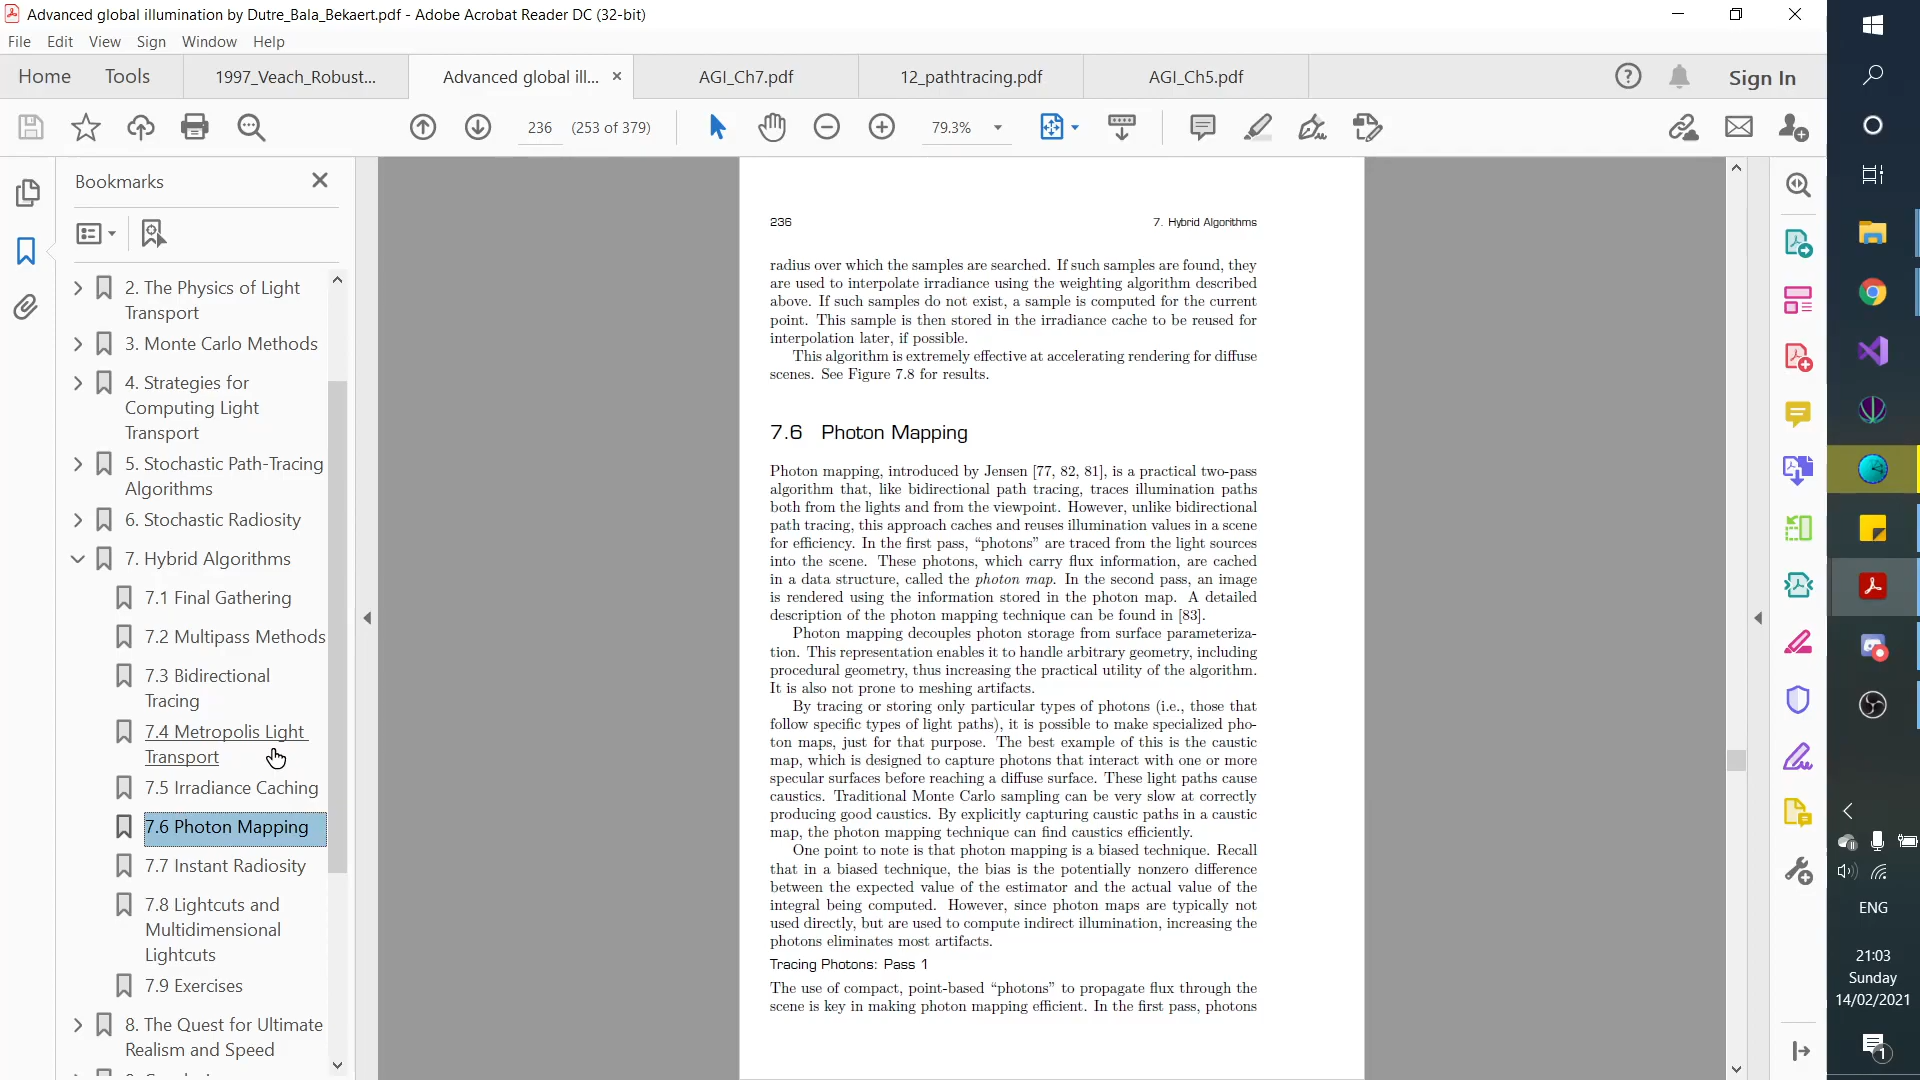 Advanced global illumination by Dutre_Bala_Bekaert.pdf - Adobe Acrobat Reader DC (32-bit)
File Edit View Sign Window Help
Home Tools 1997_Veach_Robust... Advanced global ill... × AGI_Ch7.pdf 12_pathtracing.pdf AGI_Ch5.pdf Sign In
236 (253 of 379) 79.3%
Bookmarks
2. The Physics of Light
Transport
3. Monte Carlo Methods
4. Strategies for
Computing Light
Transport
5. Stochastic Path-Tracing
Algorithms
6. Stochastic Radiosity
7. Hybrid Algorithms
7.1 Final Gathering
7.2 Multipass Methods
7.3 Bidirectional
Tracing
7.4 Metropolis Light
Transport
7.5 Irradiance Caching
7.6 Photon Mapping
7.7 Instant Radiosity
7.8 Lightcuts and
Multidimensional
Lightcuts
7.9 Exercises
8. The Quest for Ultimate
Realism and Speed
236 7. Hybrid Algorithms
radius over which the samples are searched. If such samples are found, they
are used to interpolate irradiance using the weighting algorithm described
above. If such samples do not exist, a sample is computed for the current
point. This sample is then stored in the irradiance cache to be reused for
interpolation later, if possible.
This algorithm is extremely effective at accelerating rendering for diffuse
scenes. See Figure 7.8 for results.
7.6 Photon Mapping
Photon mapping, introduced by Jensen [77, 82, 81], is a practical two-pass
algorithm that, like bidirectional path tracing, traces illumination paths
both from the lights and from the viewpoint. However, unlike bidirectional
path tracing, this approach caches and reuses illumination values in a scene
for efficiency. In the first pass, “photons” are traced from the light sources
into the scene. These photons, which carry flux information, are cached
in a data structure, called the photon map. In the second pass, an image
is rendered using the information stored in the photon map. A detailed
description of the photon mapping technique can be found in [83].
Photon mapping decouples photon storage from surface parameteriza-
tion. This representation enables it to handle arbitrary geometry, including
procedural geometry, thus increasing the practical utility of the algorithm.
It is also not prone to meshing artifacts.
By tracing or storing only particular types of photons (i.e., those that
follow specific types of light paths), it is possible to make specialized pho-
ton maps, just for that purpose. The best example of this is the caustic
map, which is designed to capture photons that interact with one or more
specular surfaces before reaching a diffuse surface. These light paths cause
caustics. Traditional Monte Carlo sampling can be very slow at correctly
producing good caustics. By explicitly capturing caustic paths in a caustic
map, the photon mapping technique can find caustics efficiently.
One point to note is that photon mapping is a biased technique. Recall
that in a biased technique, the bias is the potentially nonzero difference
between the expected value of the estimator and the actual value of the
integral being computed. However, since photon maps are typically not
used directly, but are used to compute indirect illumination, increasing the
photons eliminates most artifacts.
Tracing Photons: Pass 1
The use of compact, point-based “photons” to propagate flux through the
scene is key in making photon mapping efficient. In the first pass, photons
ENG
21:03
Sunday
14/02/2021
1